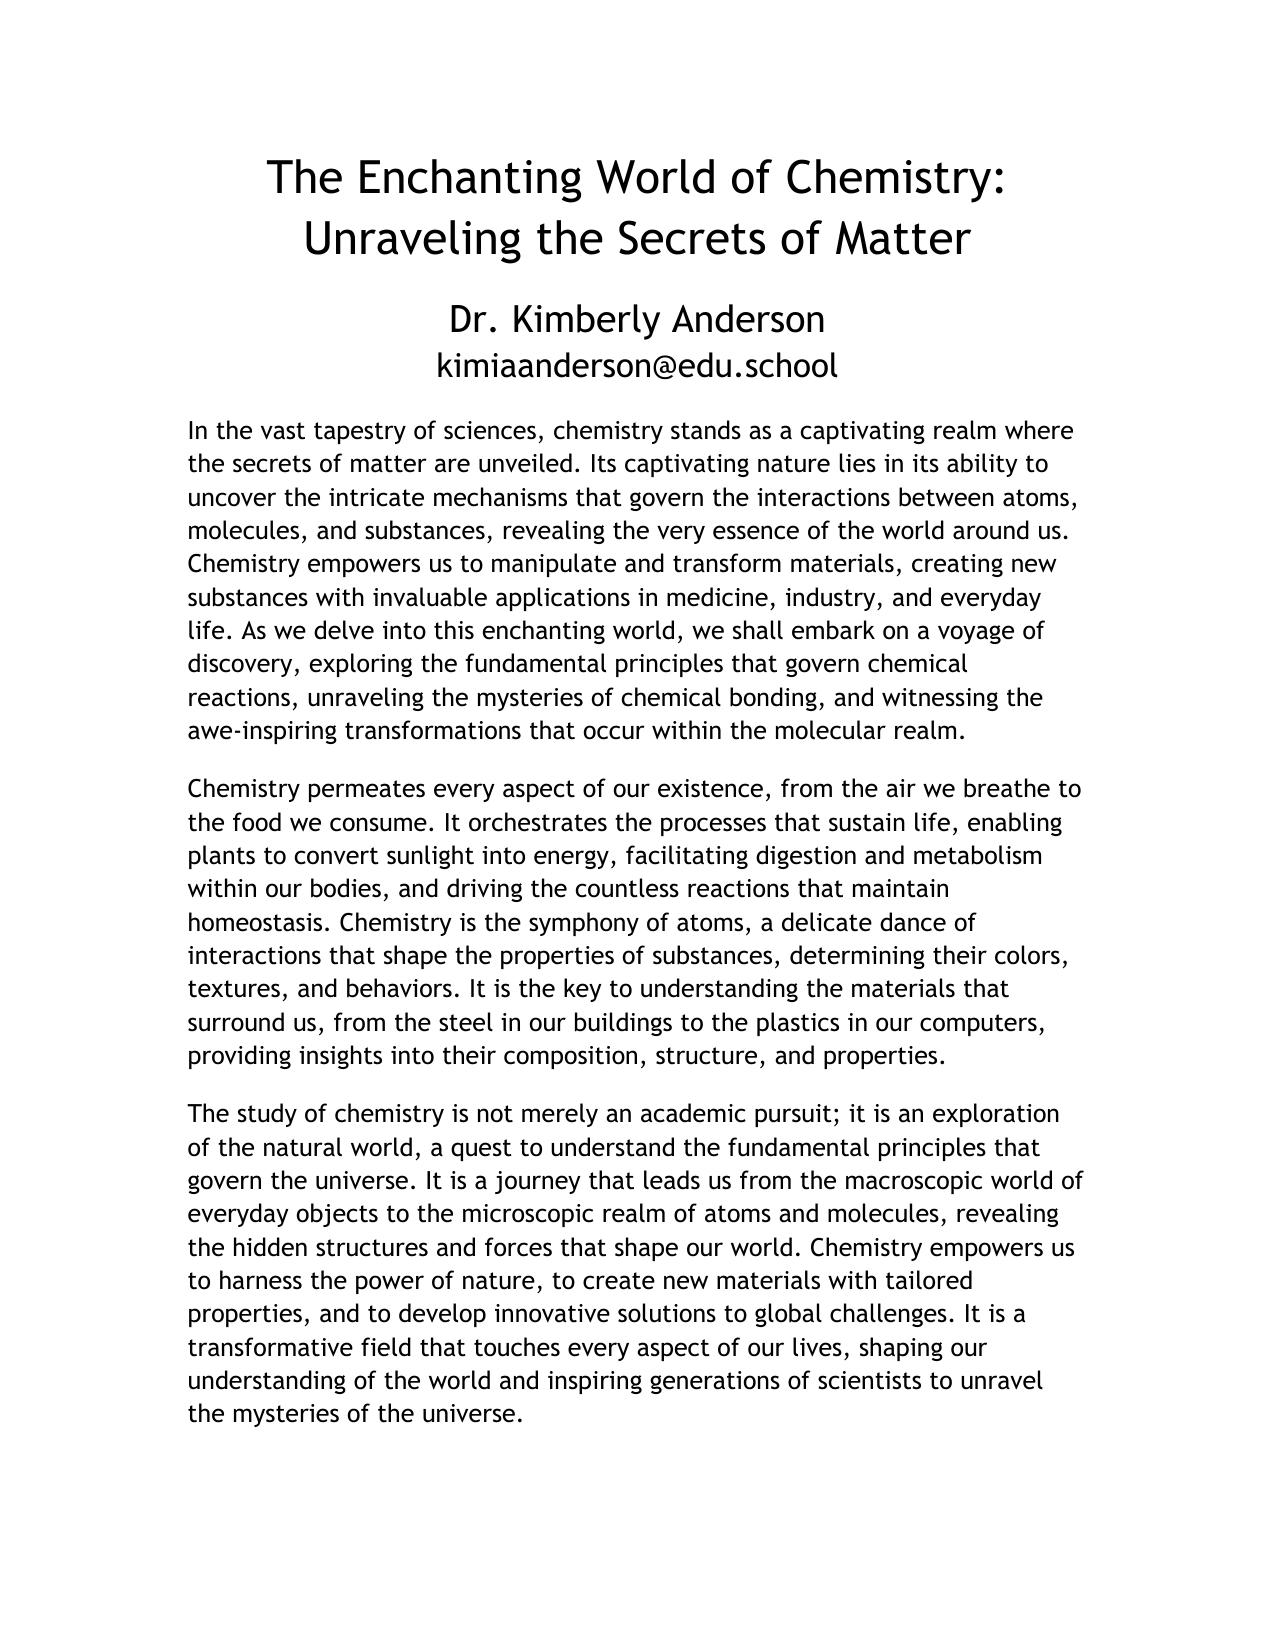 The Enchanting World of Chemistry:
Unraveling the Secrets of Matter
Dr. Kimberly Anderson
kimiaanderson@edu.school
In the vast tapestry of sciences, chemistry stands as a captivating realm where
the secrets of matter are unveiled. Its captivating nature lies in its ability to
uncover the intricate mechanisms that govern the interactions between atoms,
molecules, and substances, revealing the very essence of the world around us.
Chemistry empowers us to manipulate and transform materials, creating new
substances with invaluable applications in medicine, industry, and everyday
life. As we delve into this enchanting world, we shall embark on a voyage of
discovery, exploring the fundamental principles that govern chemical
reactions, unraveling the mysteries of chemical bonding, and witnessing the
awe-inspiring transformations that occur within the molecular realm.
Chemistry permeates every aspect of our existence, from the air we breathe to
the food we consume. It orchestrates the processes that sustain life, enabling
plants to convert sunlight into energy, facilitating digestion and metabolism
within our bodies, and driving the countless reactions that maintain
homeostasis. Chemistry is the symphony of atoms, a delicate dance of
interactions that shape the properties of substances, determining their colors,
textures, and behaviors. It is the key to understanding the materials that
surround us, from the steel in our buildings to the plastics in our computers,
providing insights into their composition, structure, and properties.
The study of chemistry is not merely an academic pursuit; it is an exploration
of the natural world, a quest to understand the fundamental principles that
govern the universe. It is a journey that leads us from the macroscopic world of
everyday objects to the microscopic realm of atoms and molecules, revealing
the hidden structures and forces that shape our world. Chemistry empowers us
to harness the power of nature, to create new materials with tailored
properties, and to develop innovative solutions to global challenges. It is a
transformative field that touches every aspect of our lives, shaping our
understanding of the world and inspiring generations of scientists to unravel
the mysteries of the universe.